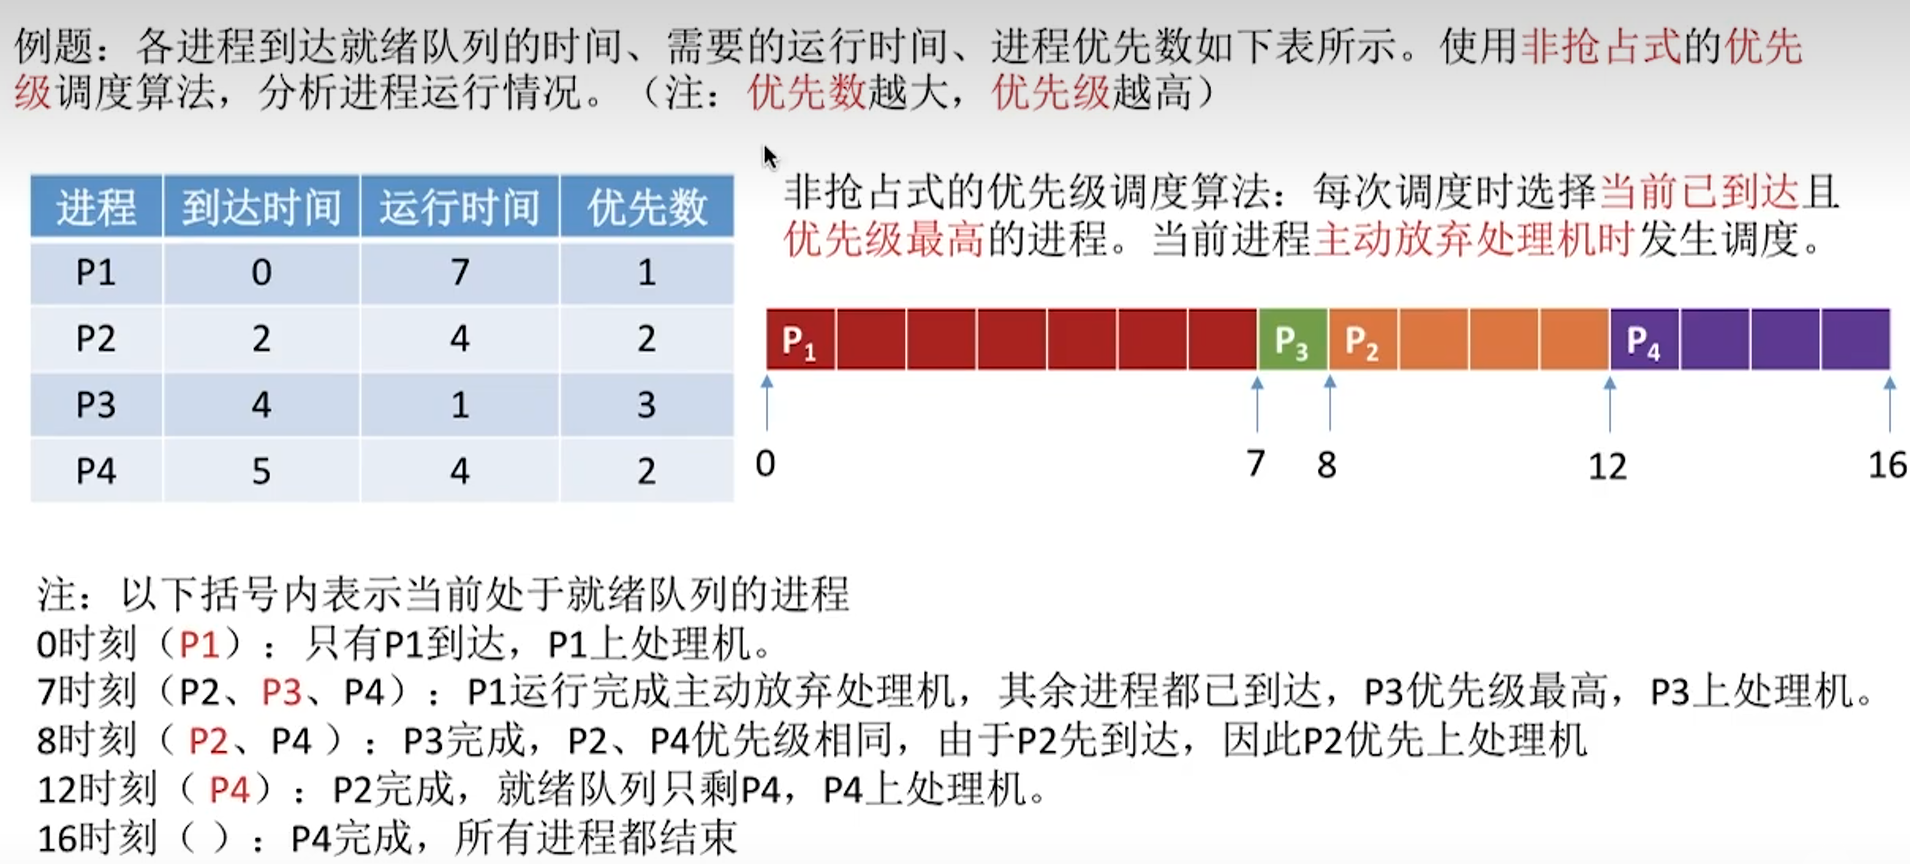 例题：各进程到达就绪队列的时间、需要的运行时间、进程优先数如下表所示。使用非抢占式的优先
级调度算法，分析进程运行情况。（注：优先数越大，优先级越高）
进程 到达时间 运行时间 优先数
P1 0 7 1
P2 2 4 2
P3 4 1 3
P4 5 4 2
非抢占式的优先级调度算法：每次调度时选择当前已到达且
优先级最高的进程。当前进程主动放弃处理机时发生调度。
P1 P3 P2 P4
0 7 8 12 16
注：以下括号内表示当前处于就绪队列的进程
0时刻（P1）：只有P1到达，P1上处理机。
7时刻（P2、P3、P4）：P1运行完成主动放弃处理机，其余进程都已到达，P3优先级最高，P3上处理机。
8时刻（ P2、P4 ）：P3完成，P2、P4优先级相同，由于P2先到达，因此P2优先上处理机
12时刻（ P4）：P2完成，就绪队列只剩P4，P4上处理机。
16时刻（ ）：P4完成，所有进程都结束